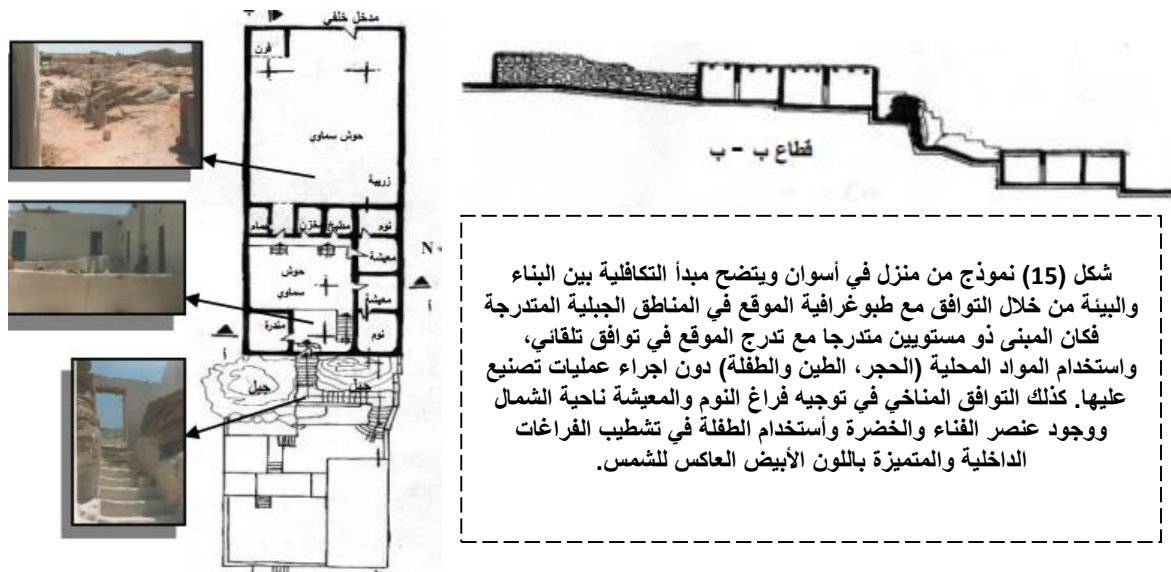 مدخل خلفي
فرن
حوش سماوي
زريبة
حمام
مخزن
مطبخ
نوم
معيشة
N
حوش
سماوي
معيشة
أ
أ
مندرة
نوم
جبل
جبل
قطاع ب - ب
شكل (15) نموذج من منزل في أسوان ويتضح مبدأ التكافلية بين البناء
والبيئة من خلال التوافق مع طبوغرافية الموقع في المناطق الجبلية المتدرجة
فكان المبنى ذو مستويين متدرجا مع تدرج الموقع في توافق تلقائي،
واستخدام المواد المحلية (الحجر، الطين والطفلة) دون اجراء عمليات تصنيع
عليها. كذلك التوافق المناخي في توجيه فراغ النوم والمعيشة ناحية الشمال
ووجود عنصر الفناء والخضرة وأستخدام الطفلة في تشطيب الفراغات
الداخلية والمتميزة باللون الأبيض العاكس للشمس.